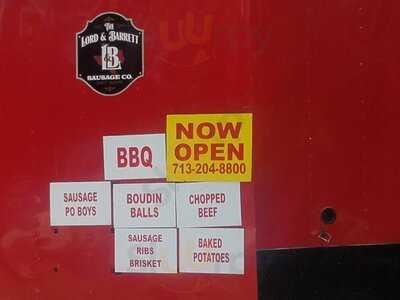 The
LORD & BARRETT
L&B
SAUSAGE CO.
NOW
OPEN
713-204-8800
BBQ
SAUSAGE
PO BOYS
BOUDIN
BALLS
CHOPPED
BEEF
SAUSAGE
RIBS
BRISKET
BAKED
POTATOES